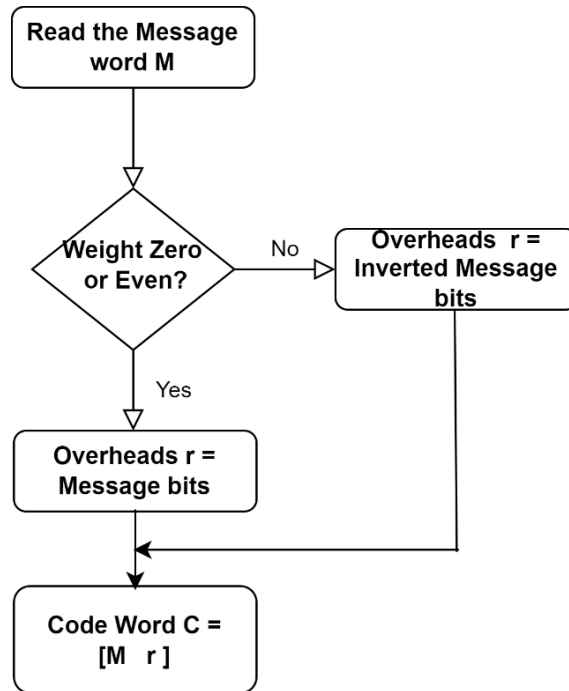 Read the Message
word M
Weight Zero
or Even?
No
Overheads r =
Inverted Message
bits
Yes
Overheads r =
Message bits
Code Word C =
[M r ]